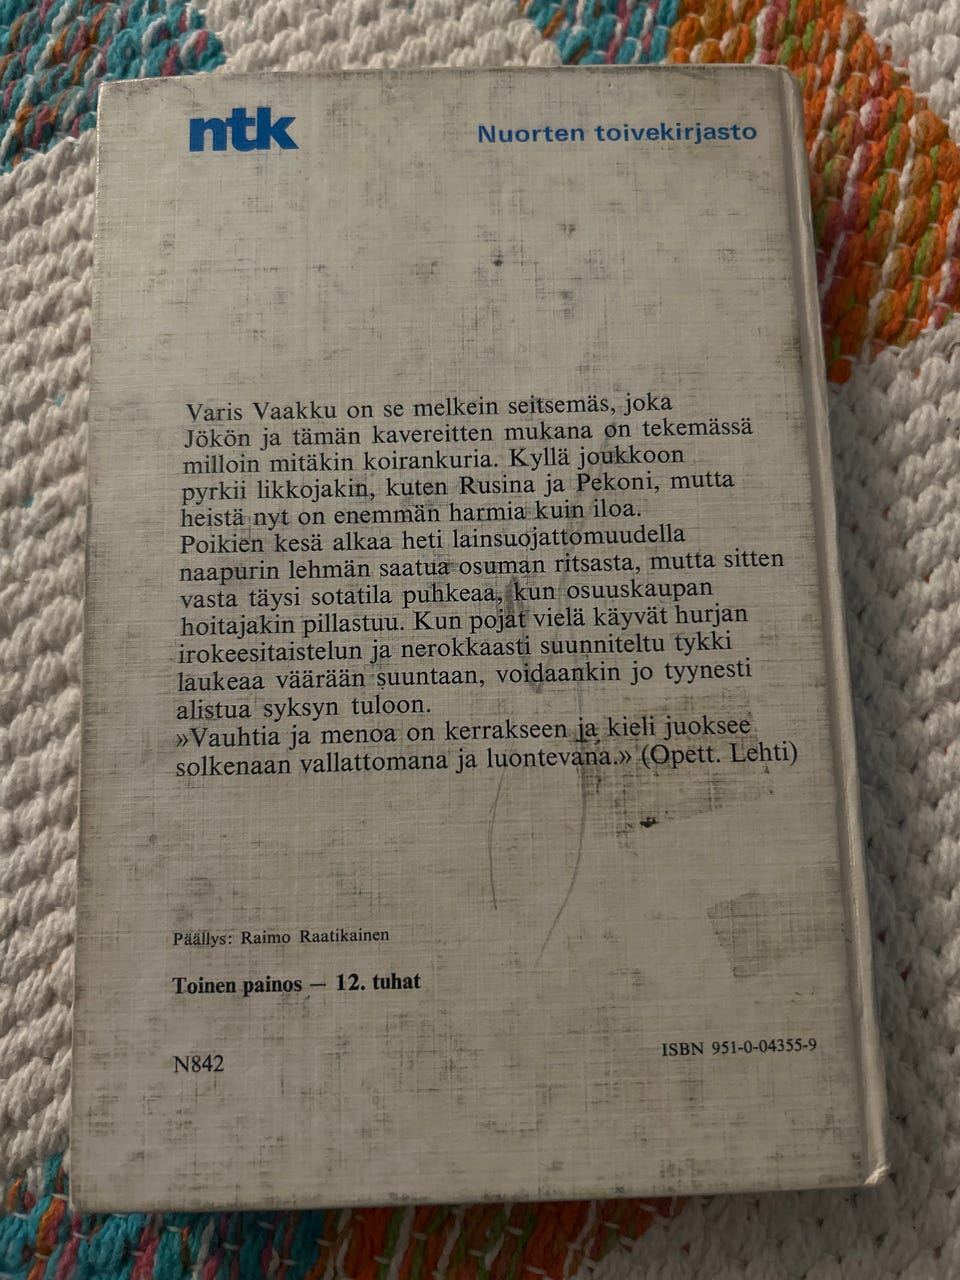 ntk
Nuorten toivekirjasto
Varis Vaakku on se melkein seitsemäs, joka
Jökön ja tämän kavereitten mukana on tekemässä
milloin mitäkin koirankuria. Kyllä joukkoon
pyrkii likkojakin, kuten Rusina ja Pekoni, mutta
heistä nyt on enemmän harmia kuin iloa.
Poikien kesä alkaa heti lainsuojattomuudella
naapurin lehmän saatua osuman ritsasta, mutta sitten
vasta täysi sotatila puhkeaa, kun osuuskaupan
hoitajakin pillastuu. Kun pojat vielä käyvät hurjan
irokeesitaistelun ja nerokkaasti suunniteltu tykki
laukeaa väärään suuntaan, voidaankin jo tyynesti
alistua syksyn tuloon.
»Vauhtia ja menoa on kerrakseen ja kieli juoksee
solkenaan vallattomana ja luontevana.» (Opett. Lehti)
Päällys: Raimo Raatikainen
Toinen painos — 12. tuhat
N842
ISBN 951-0-04355-9